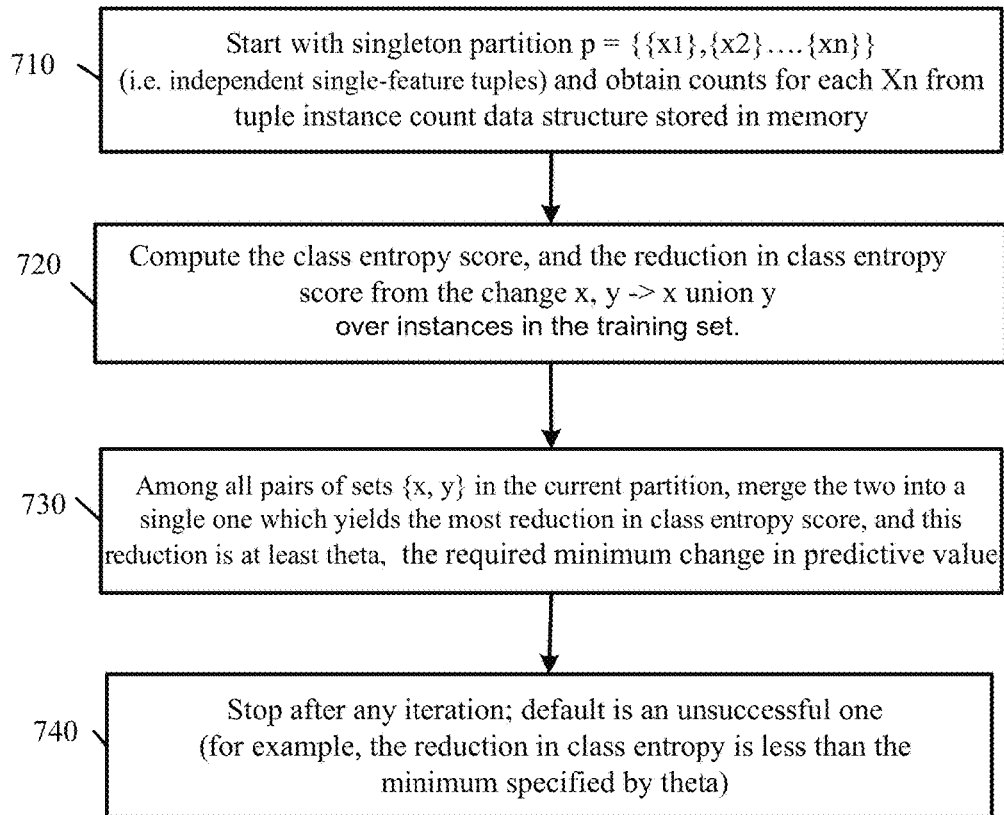 710
Start with singleton partition p = {{x1},{x2}....{xn}}
(i.e. independent single-feature tuples) and obtain counts for each Xn from
tuple instance count data structure stored in memory
720
Compute the class entropy score, and the reduction in class entropy
score from the change x, y -> x union y
over instances in the training set.
730
Among all pairs of sets {x, y} in the current partition, merge the two into a
single one which yields the most reduction in class entropy score, and this
reduction is at least theta, the required minimum change in predictive value
740
Stop after any iteration; default is an unsuccessful one
(for example, the reduction in class entropy is less than the
minimum specified by theta)